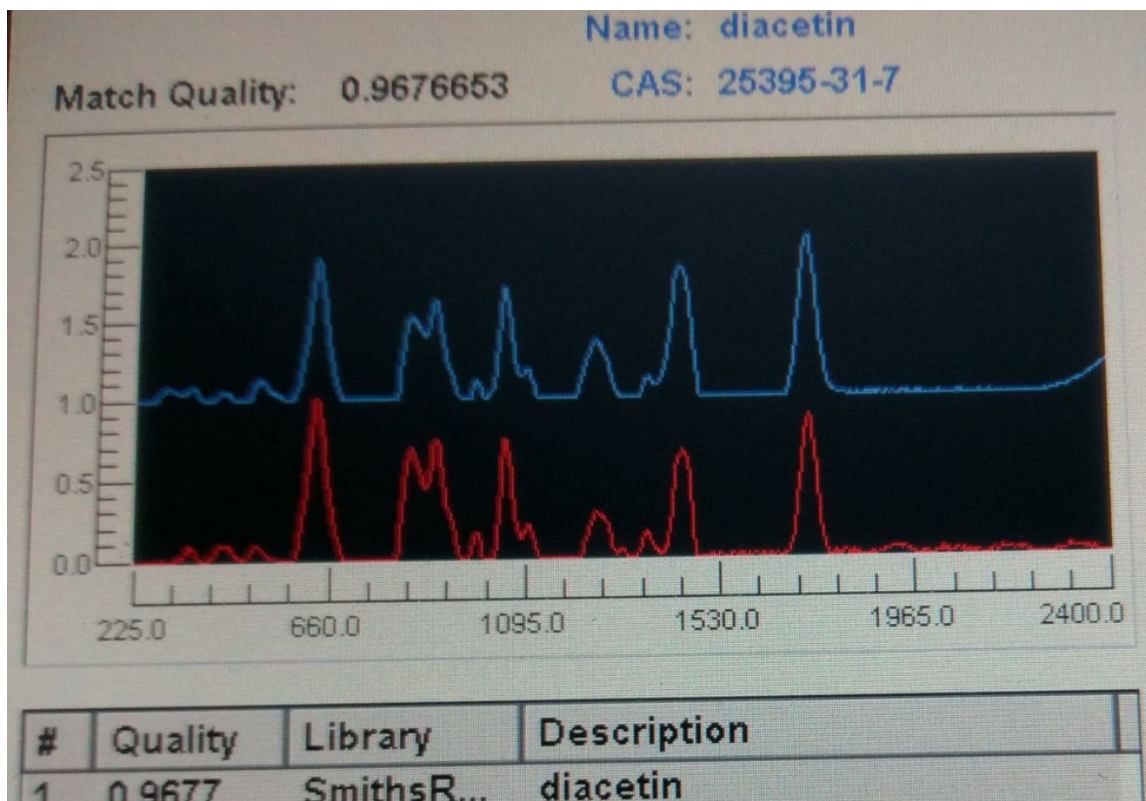 Name: diacetin
Match Quality: 0.9676653 CAS: 25395-31-7
2.5
2.0
1.5
1.0
0.5
0.0
225.0 660.0 1095.0 1530.0 1965.0 2400.0
# Quality Library Description
1 0.9677 SmithsR... diacetin